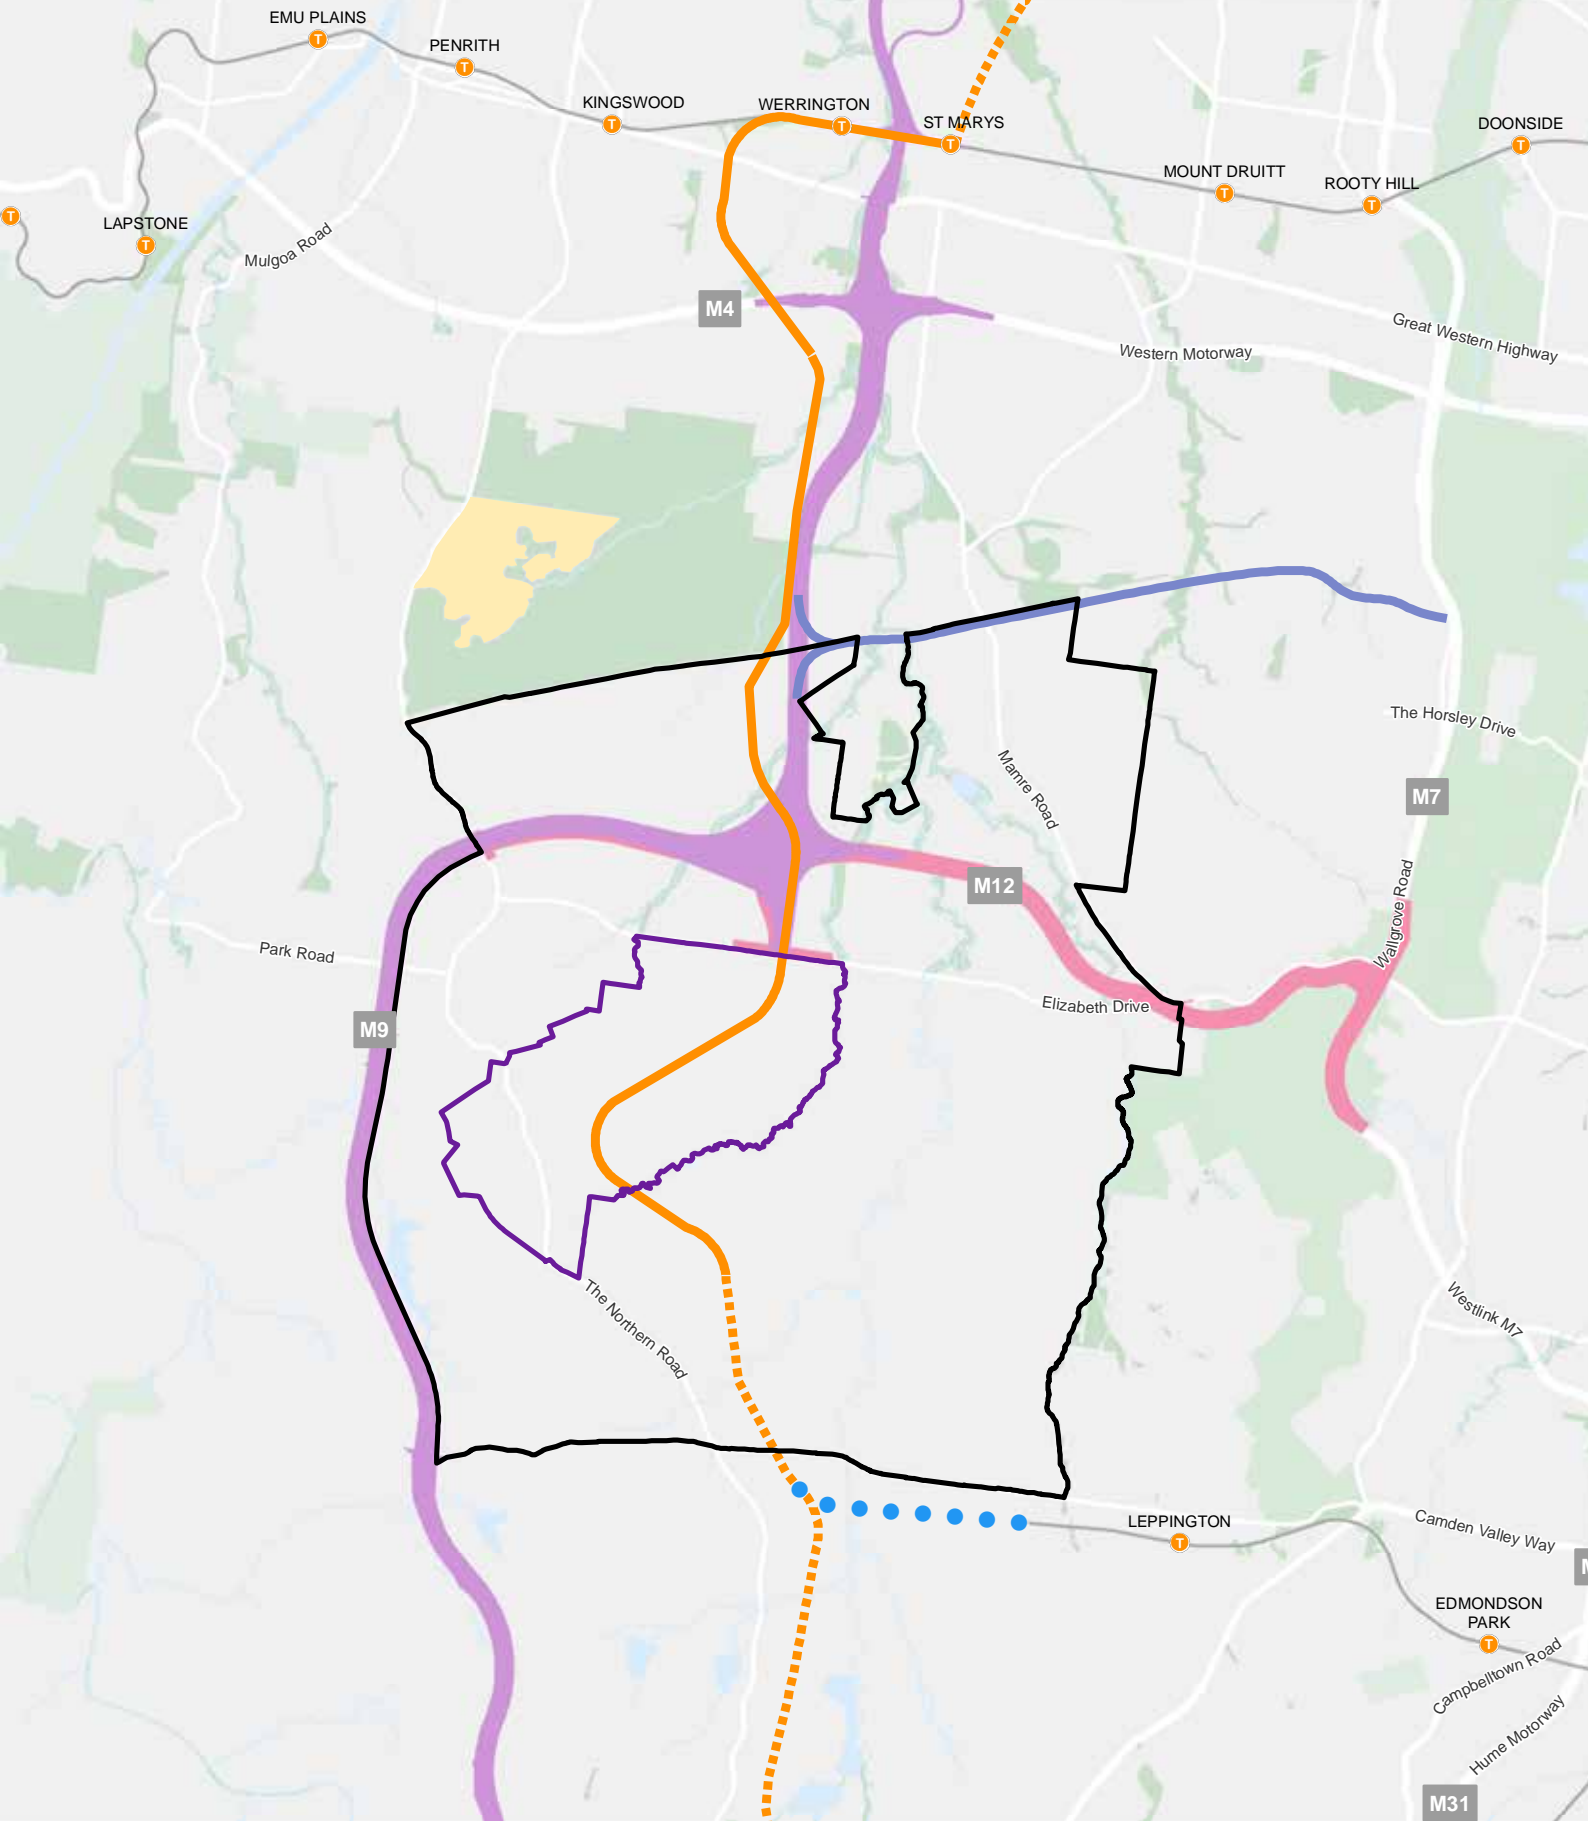 EMU PLAINS
T
PENRITH
T
KINGSWOOD
T
WERRINGTON
T
ST MARYS
T
DOONSIDE
T
MOUNT DRUITT
T
ROOTY HILL
T
T
LAPSTONE
T
Mulgoa Road
M4
Great Western Highway
Western Motorway
The Horsley Drive
Mamre Road
M7
M12
Wallgrove Road
Park Road
Elizabeth Drive
M9
The Northern Road
Westlink M7
LEPPINGTON
T
Camden Valley Way
EDMONDSON
PARK
T
Campbelltown Road
Hume Motorway
M31